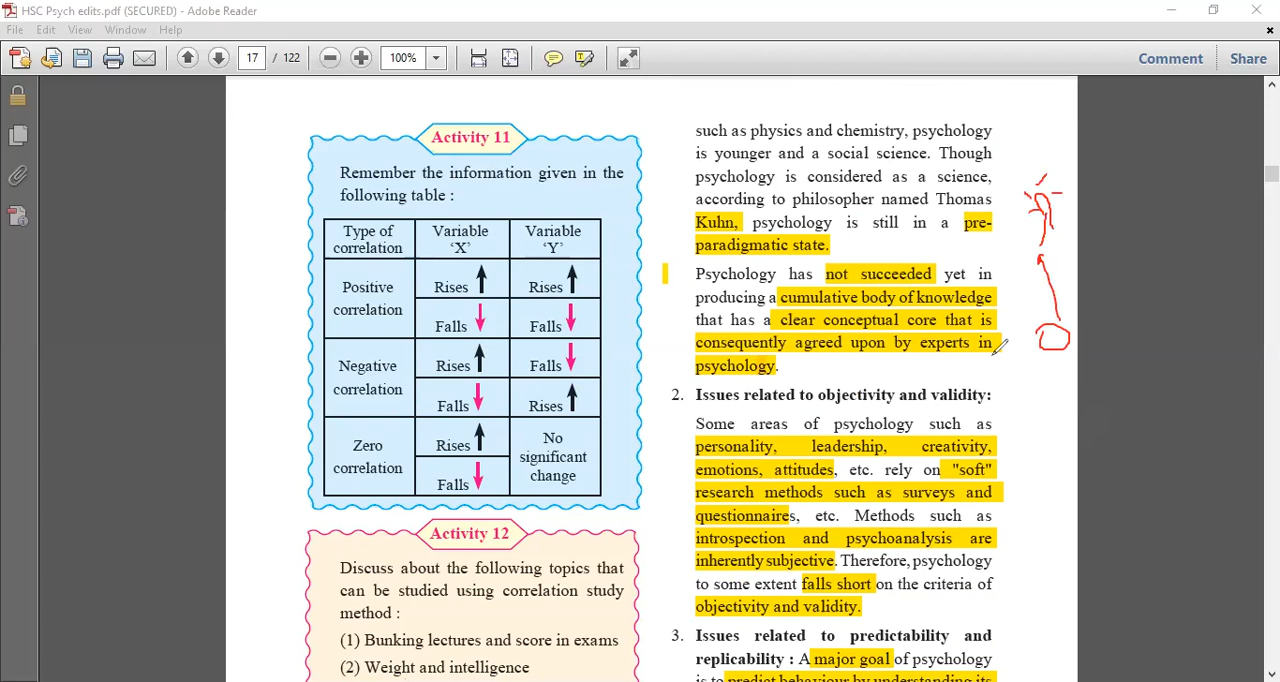 HSC Psych edits.pdf (SECURED) - Adobe Reader
File Edit View Window Help
17 / 122
100%
Comment Share
Activity 11
Remember the information given in the
following table :
Type of correlation Variable ‘X’ Variable ‘Y’
Positive correlation Rises Rises
Falls Falls
Negative correlation Rises Falls
Falls Rises
Zero correlation Rises No significant change
Falls
Activity 12
Discuss about the following topics that
can be studied using correlation study
method :
(1) Bunking lectures and score in exams
(2) Weight and intelligence
such as physics and chemistry, psychology
is younger and a social science. Though
psychology is considered as a science,
according to philosopher named Thomas
Kuhn, psychology is still in a pre-
paradigmatic state.
Psychology has not succeeded yet in
producing a cumulative body of knowledge
that has a clear conceptual core that is
consequently agreed upon by experts in
psychology.
2. Issues related to objectivity and validity:
Some areas of psychology such as
personality, leadership, creativity,
emotions, attitudes, etc. rely on "soft"
research methods such as surveys and
questionnaires, etc. Methods such as
introspection and psychoanalysis are
inherently subjective. Therefore, psychology
to some extent falls short on the criteria of
objectivity and validity.
3. Issues related to predictability and
replicability : A major goal of psychology
is to predict behaviour by understanding its